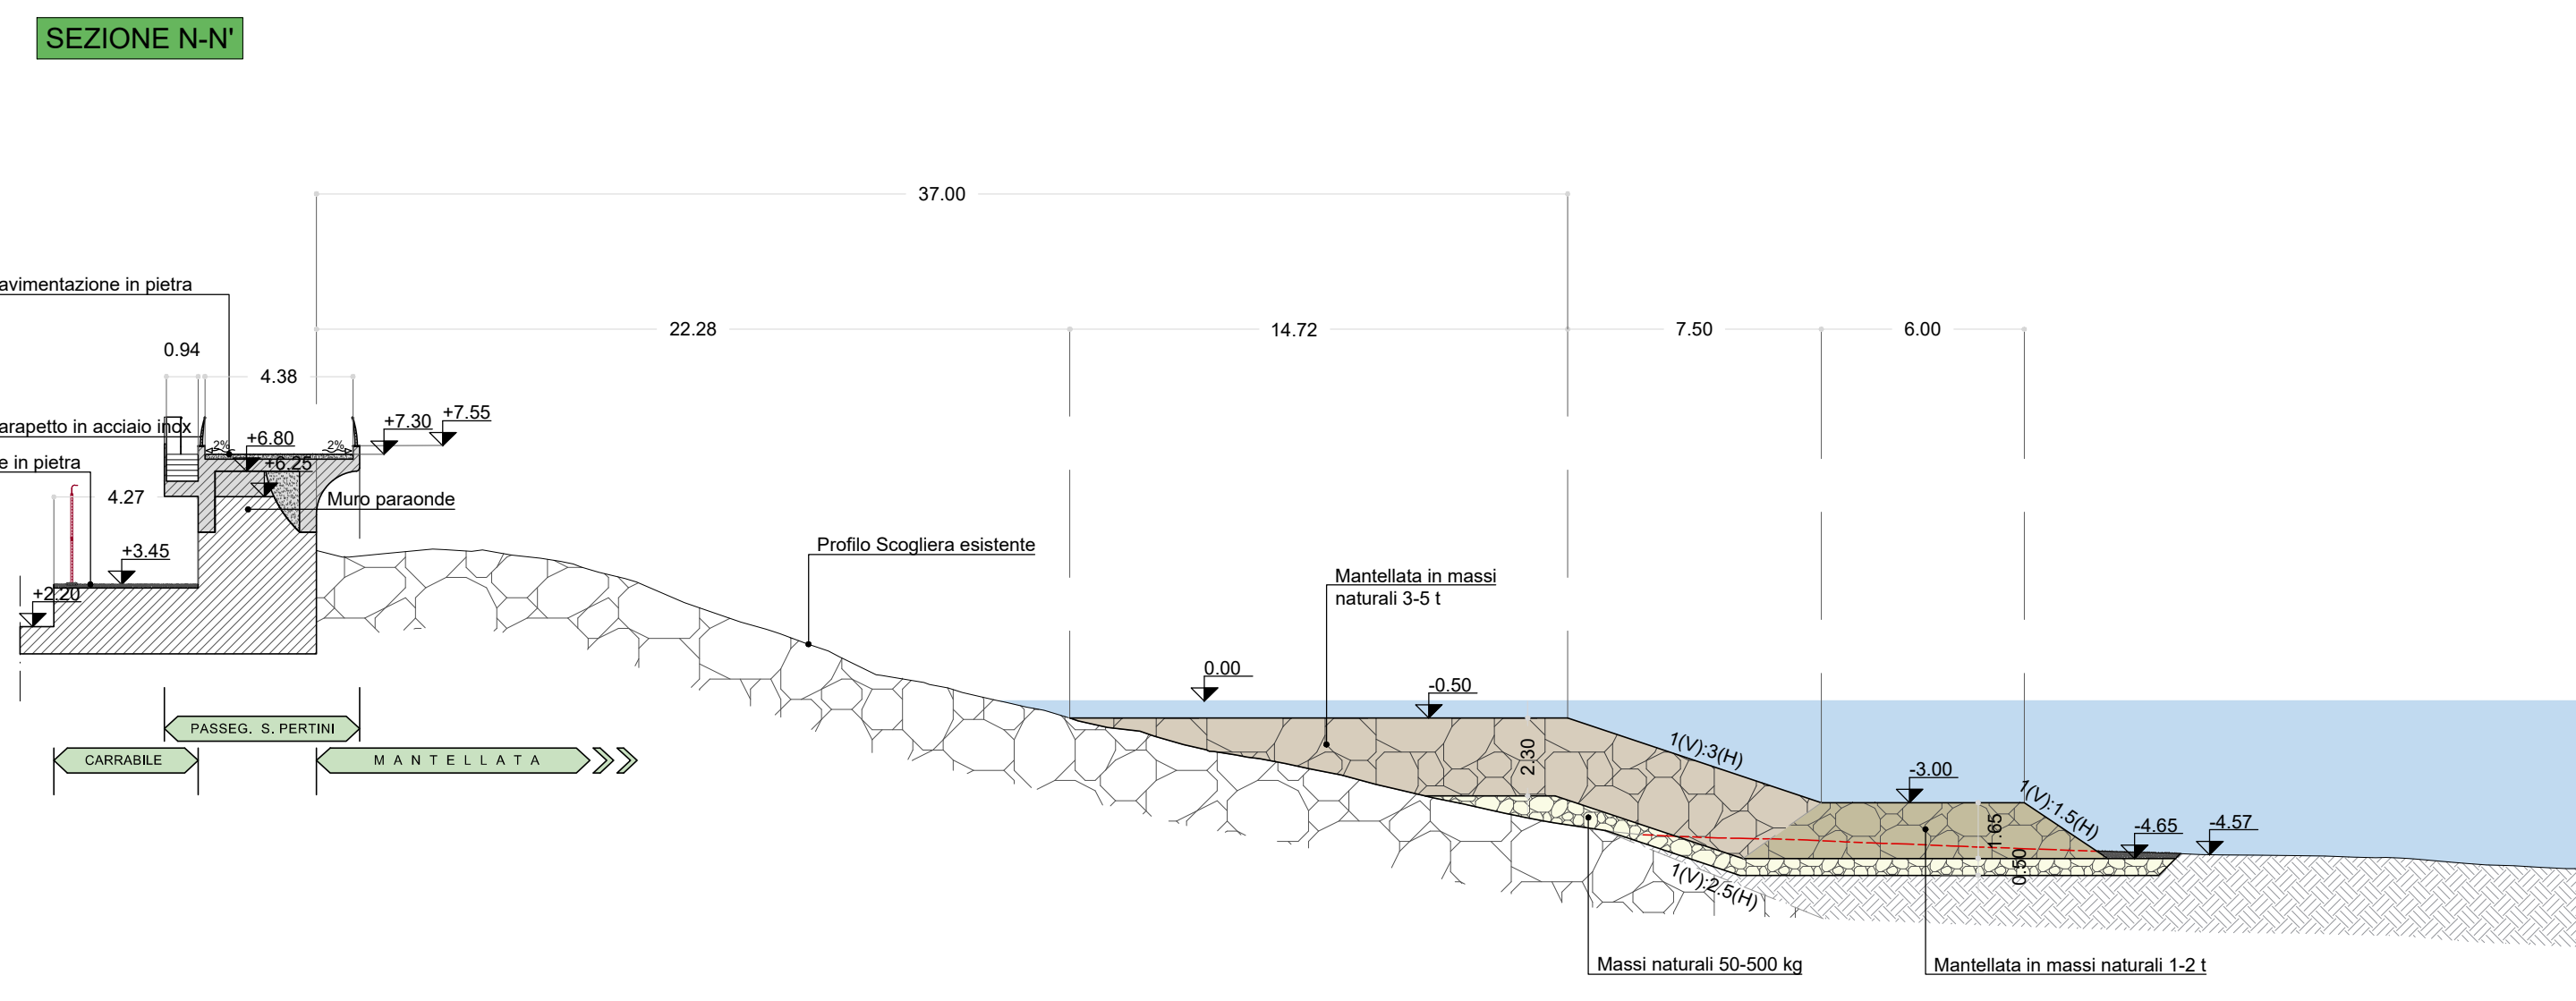 SEZIONE N-N'
37.00
22.28
14.72
7.50
6.00
avimentazione in pietra
0.94
4.38
+7.30
+7.55
arapetto in acciaio inox
2%
2%
+6.80
+6.25
e in pietra
4.27
Muro paraonde
+3.45
+2.20
Profilo Scogliera esistente
Mantellata in massi
naturali 3-5 t
0.00
-0.50
PASSEG. S. PERTINI
CARRABILE
MANTELLATA
2.30
1(V):3(H)
-3.00
1(V):1.5(H)
1.65
-4.65
-4.57
0.50
1(V):2.5(H)
Massi naturali 50-500 kg
Mantellata in massi naturali 1-2 t